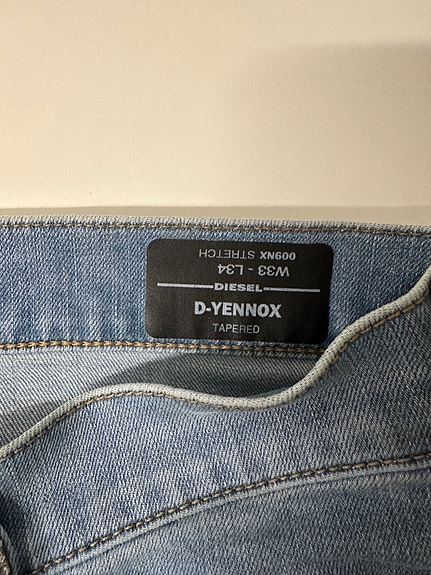 009NX STRETCH
W33 - L34
DIESEL
D-YENNOX
TAPERED